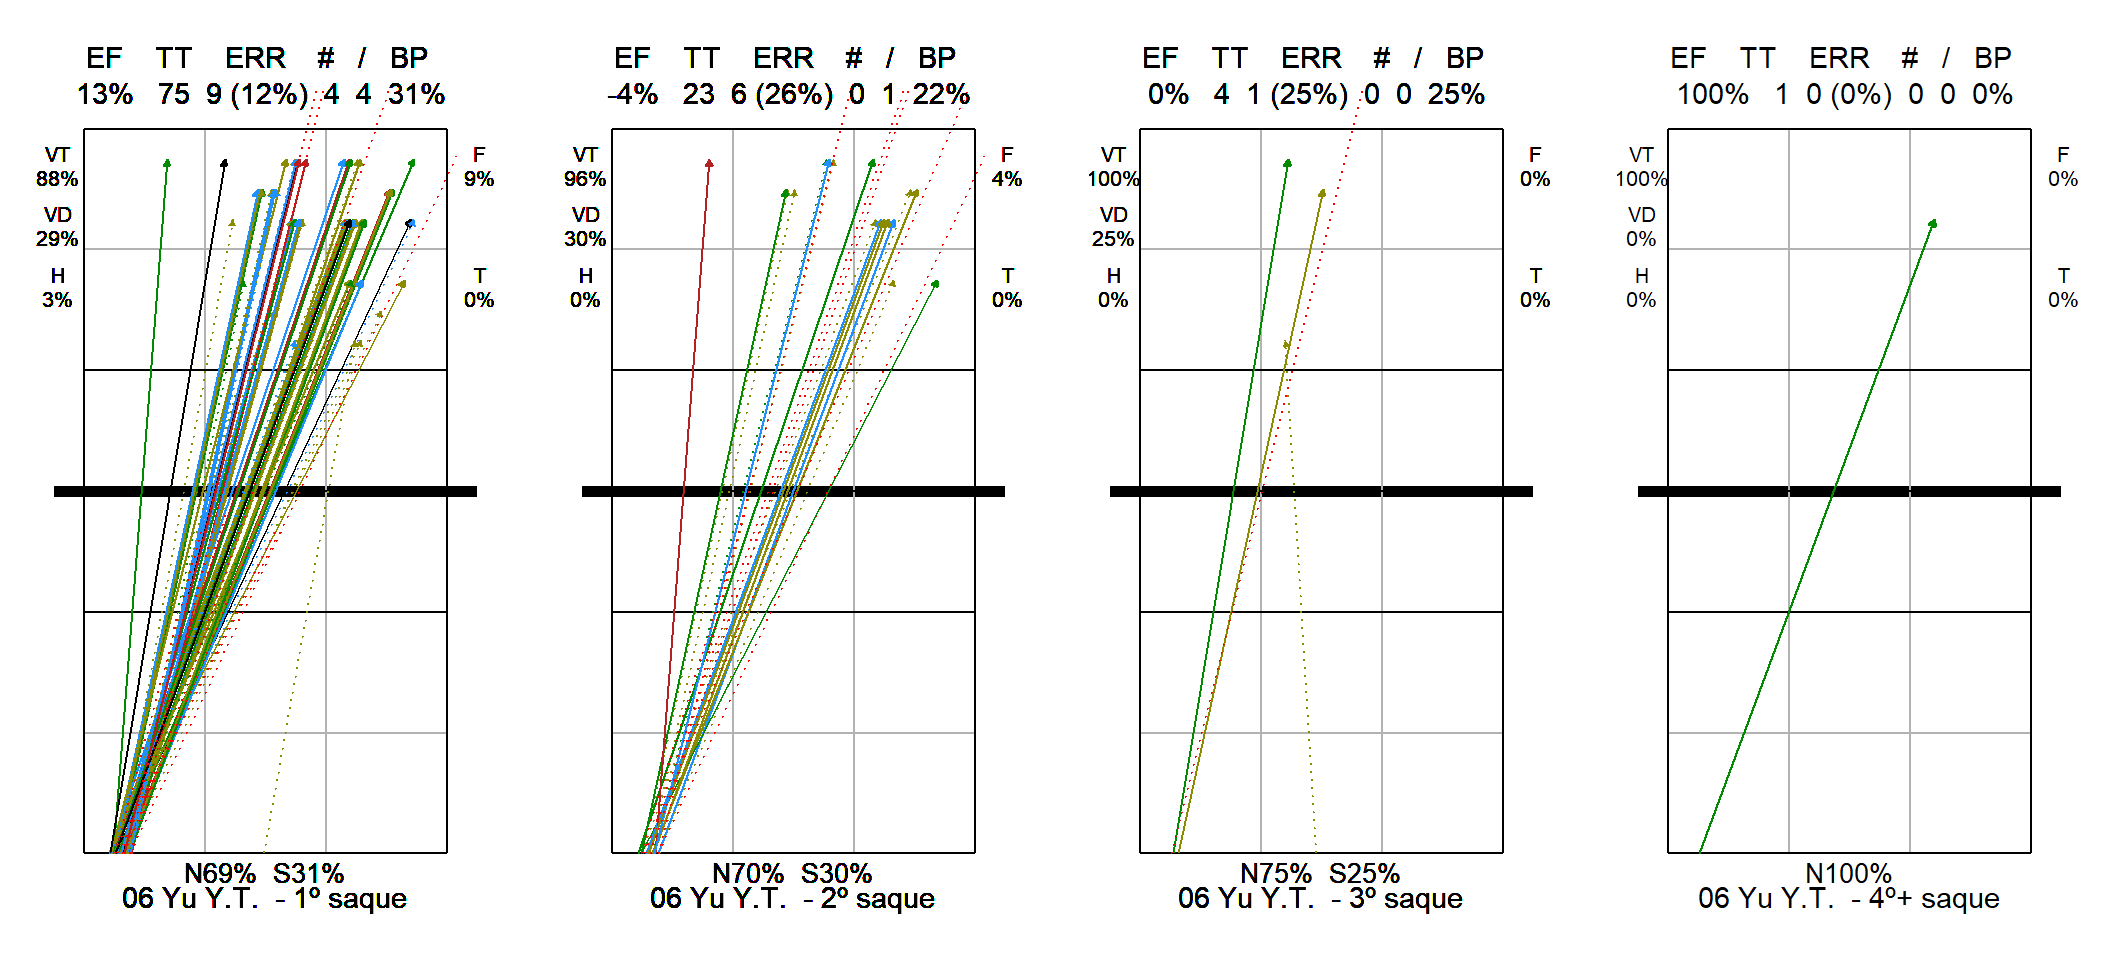 EF TT ERR # / BP
13% 75 9 (12%) 4 4 31%
VT
88%
VD
29%
H
3%
F
9%
T
0%
N69% S31%
06 Yu Y.T. - 1º saque
EF TT ERR # / BP
-4% 23 6 (26%) 0 1 22%
VT
96%
VD
30%
H
0%
F
4%
T
0%
N70% S30%
06 Yu Y.T. - 2º saque
EF TT ERR # / BP
0% 4 1 (25%) 0 0 25%
VT
100%
VD
25%
H
0%
F
0%
T
0%
N75% S25%
06 Yu Y.T. - 3º saque
EF TT ERR # / BP
100% 1 0 (0%) 0 0 0%
VT
100%
VD
0%
H
0%
F
0%
T
0%
N100%
06 Yu Y.T. - 4º+ saque